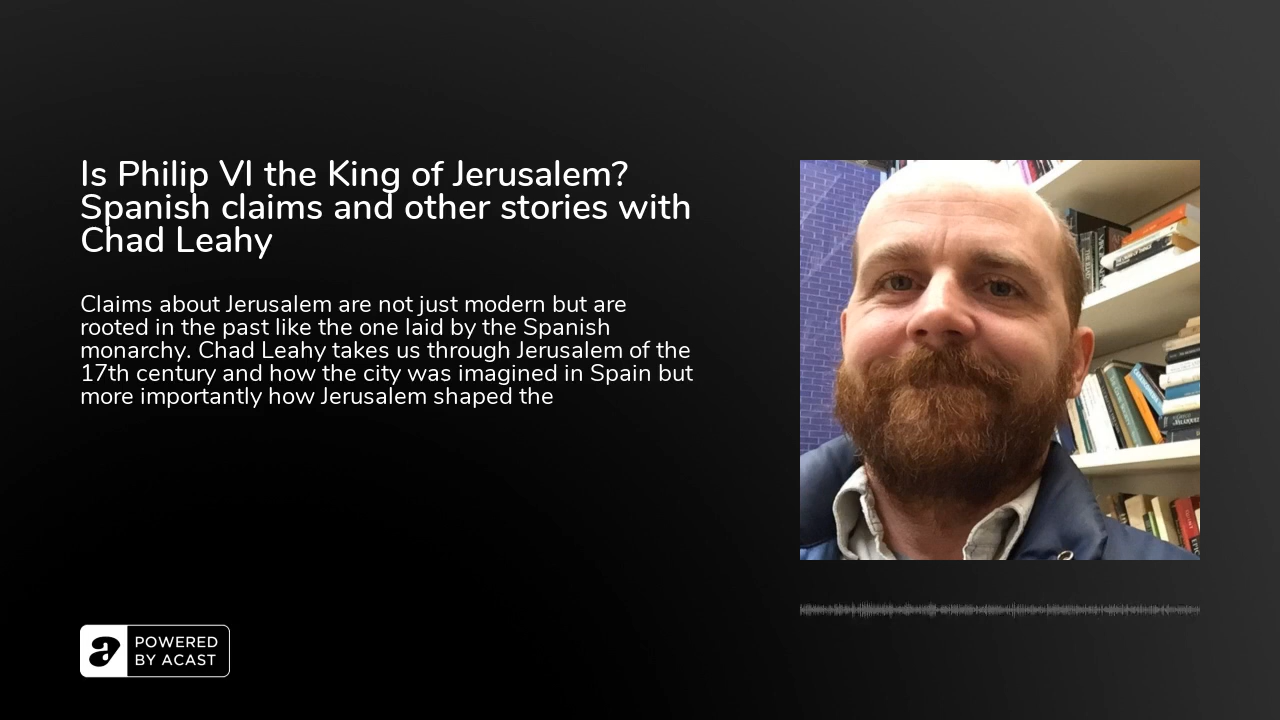 Is Philip VI the King of Jerusalem?
Spanish claims and other stories with
Chad Leahy
Claims about Jerusalem are not just modern but are
rooted in the past like the one laid by the Spanish
monarchy. Chad Leahy takes us through Jerusalem of the
17th century and how the city was imagined in Spain but
more importantly how Jerusalem shaped the
POWERED
BY ACAST